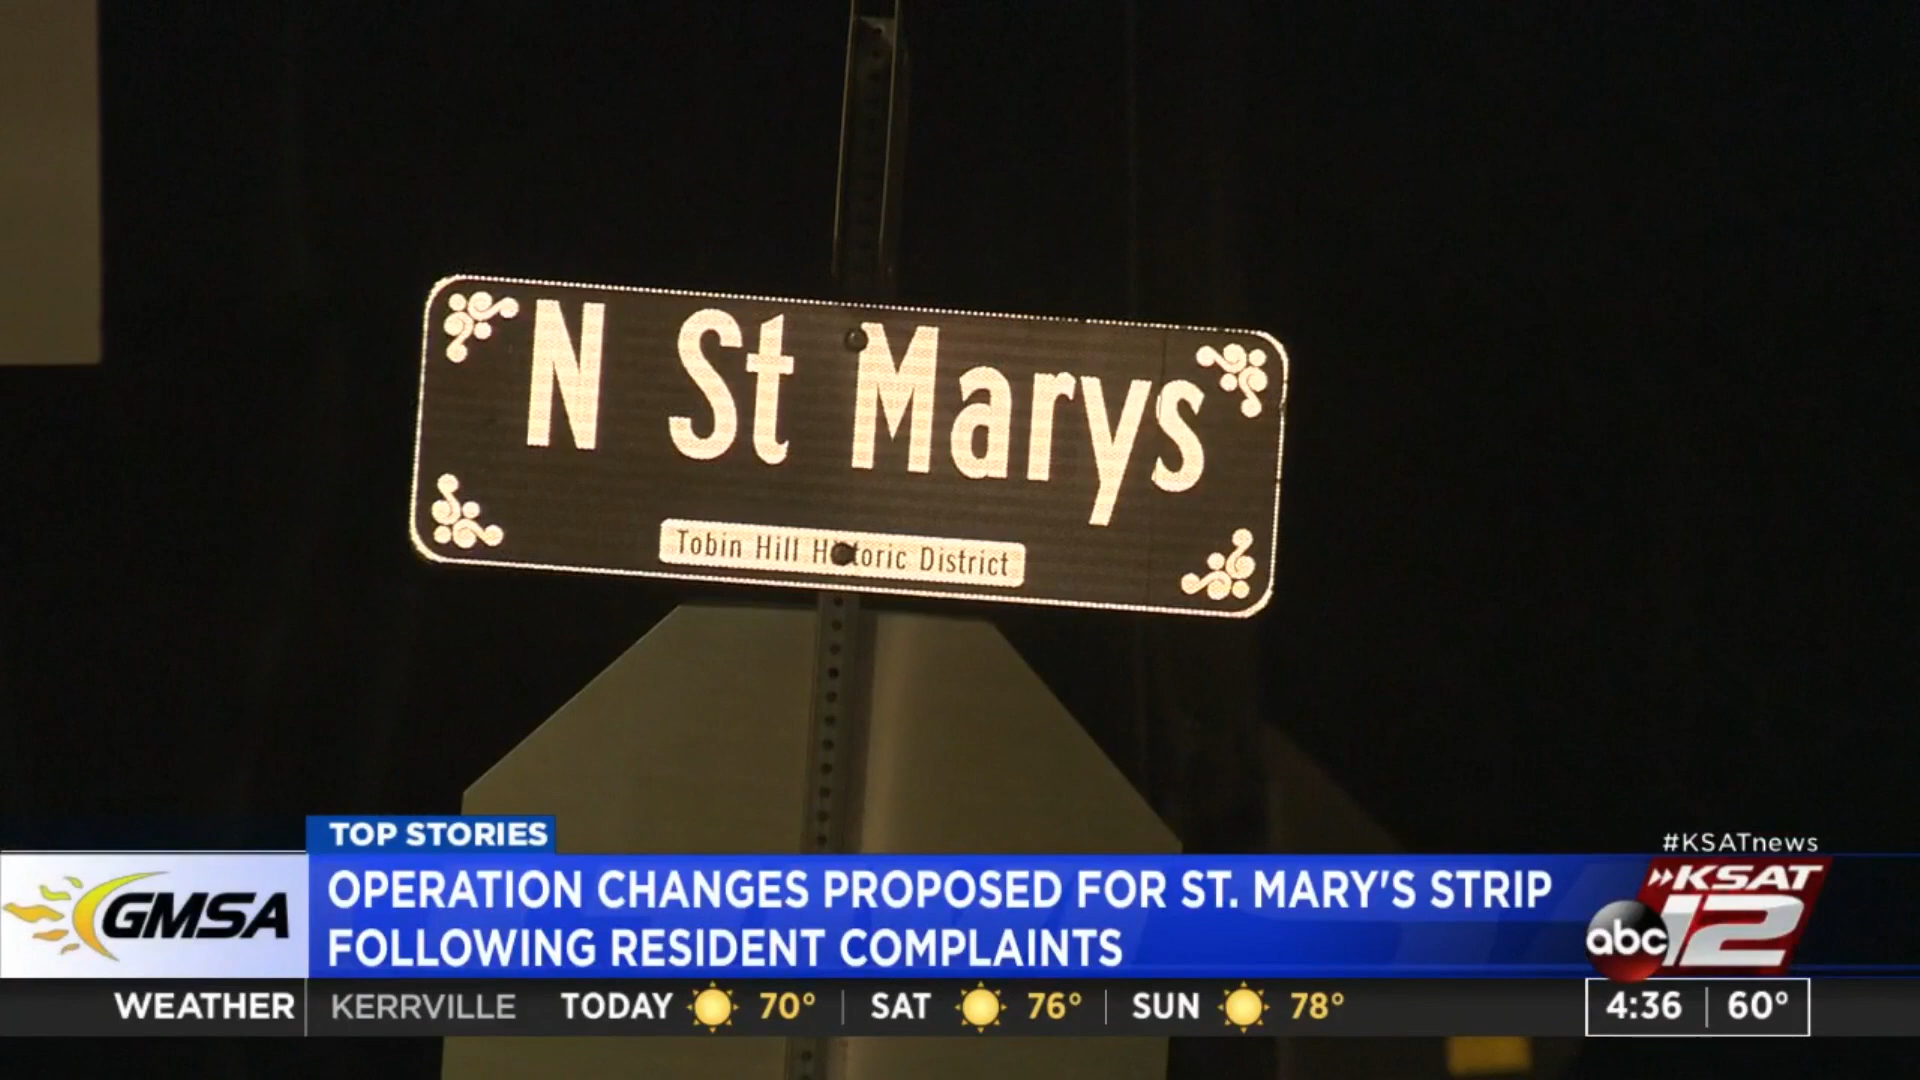 N St Marys
Tobin Hill Historic District
TOP STORIES
#KSATnews
GMSA
OPERATION CHANGES PROPOSED FOR ST. MARY'S STRIP
FOLLOWING RESIDENT COMPLAINTS
KSAT
abc 12
WEATHER KERRVILLE TODAY 70° SAT 76° SUN 78° 4:36 60°